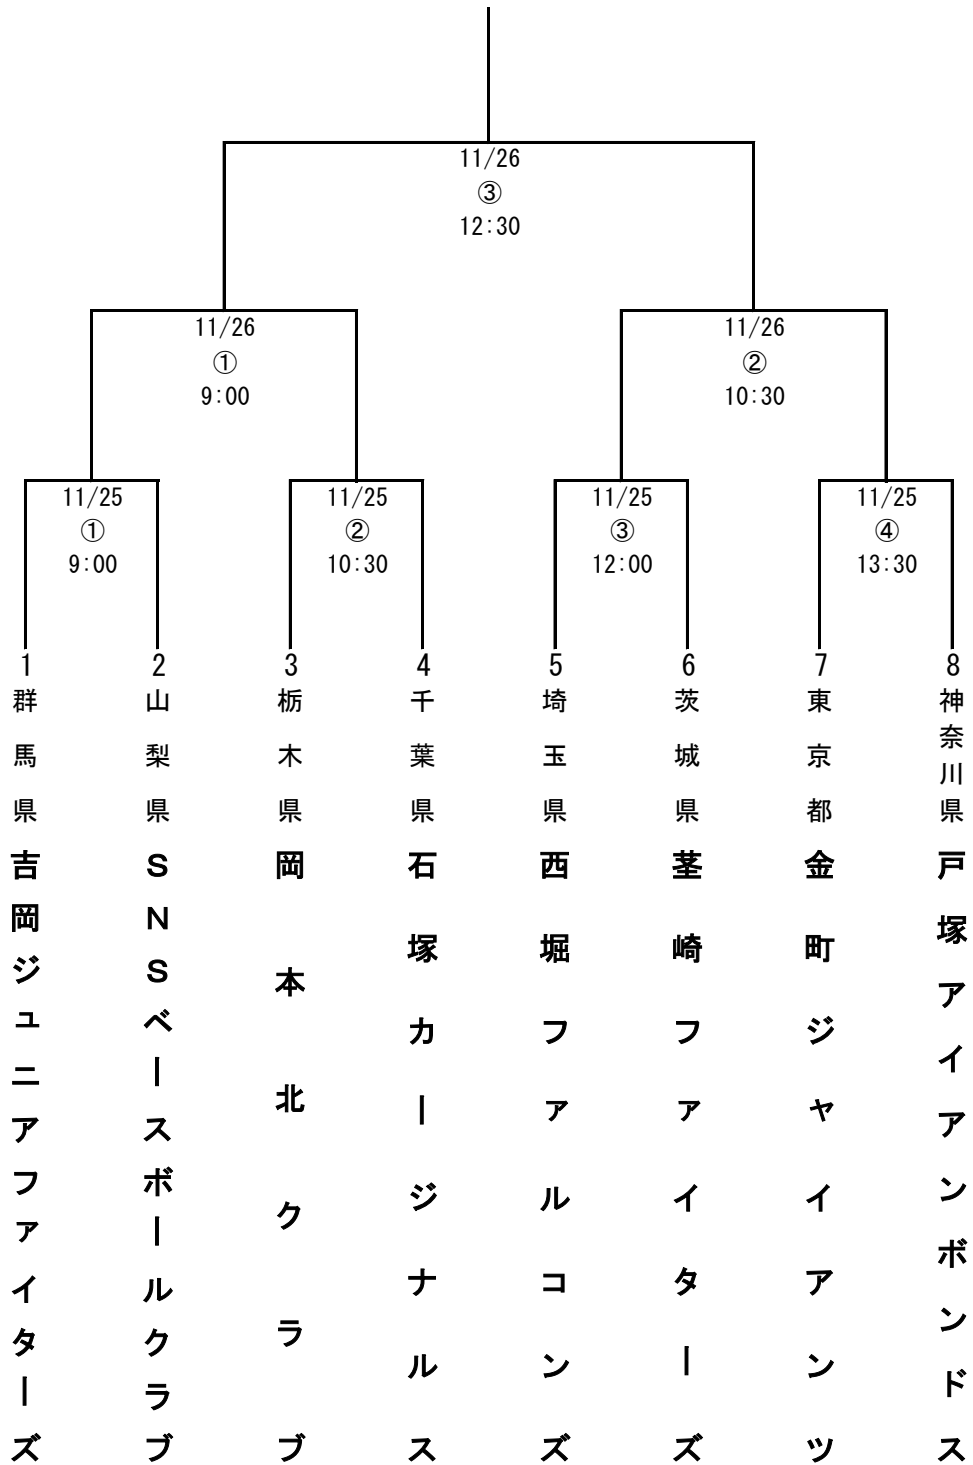 11/26
③
12:30
11/26
①
9:00
11/26
②
10:30
11/25
①
9:00
11/25
②
10:30
11/25
③
12:00
11/25
④
13:30
1
群馬県
吉岡ジュニアファイターズ
2
山梨県
SNSベースボールクラブ
3
栃木県
岡本北クラブ
4
千葉県
石塚カージナルス
5
埼玉県
西堀ファルコンズ
6
茨城県
茎崎ファイターズ
7
東京都
金町ジャイアンツ
8
神奈川県
戸塚アイアンボンドス